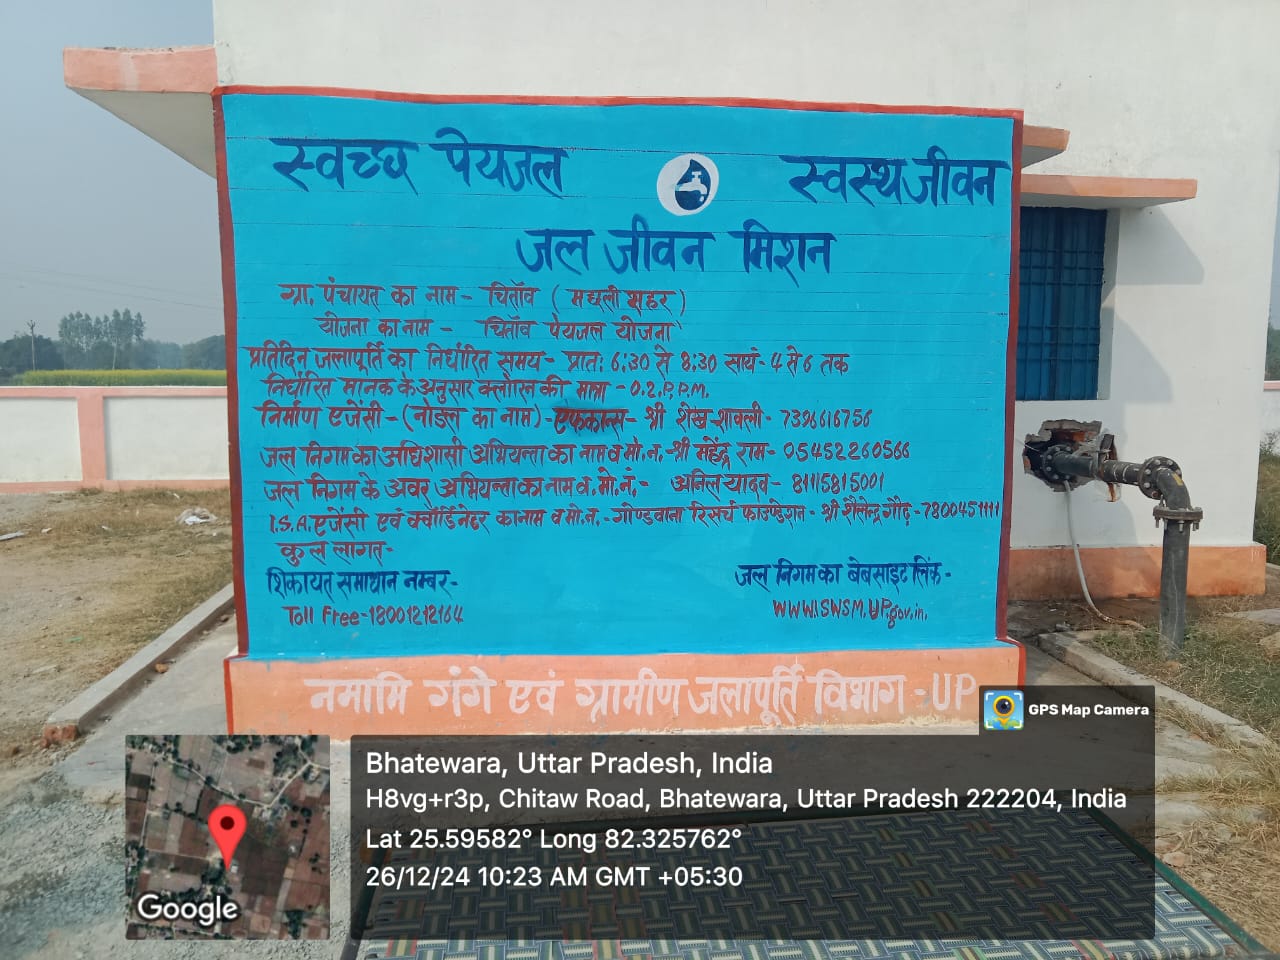 स्वच्छ पेयजल स्वस्थ जीवन
जल जीवन मिशन
ग्रा. पंचायत का नाम - चिताँव ( मछली शहर )
योजना का नाम - चिताँव पेयजल योजना
प्रतिदिन जलापूर्ति का निर्धारित समय - प्रात: 6:30 से 8:30 सायं - 4 से 6 तक
निर्धारित मानक के अनुसार क्लोरिन की मात्रा - 0.2 P.P.M.
निर्माण एजेंसी - (नोडल का नाम) - एफकान्स - श्री शेख शावली - 7396616756
जल निगम का अधिशासी अभियन्ता का नाम व मो.न. - श्री महेंद्र राम - 05452260566
जल निगम के अवर अभियन्ता का नाम व. मो. नं. - अनिल यादव - 8115815001
I.S.A. एजेंसी एवं क्वॉर्डिनेटर का नाम व मो.न. - गोण्डवाना रिसर्च फाउण्डेशन - श्री शैलेन्द्र गौड़ - 7800451111
कुल लागत -
शिकायत समाधान नम्बर - जल निगम का बेबसाइट लिंक -
Toll Free - 18001212164 WWW.SWSM.UP.gov.in.
नमामि गंगे एवं ग्रामीण जलापूर्ति विभाग - UP
GPS Map Camera
Bhatewara, Uttar Pradesh, India
H8vg+r3p, Chitaw Road, Bhatewara, Uttar Pradesh 222204, India
Lat 25.59582° Long 82.325762°
26/12/24 10:23 AM GMT +05:30
Google